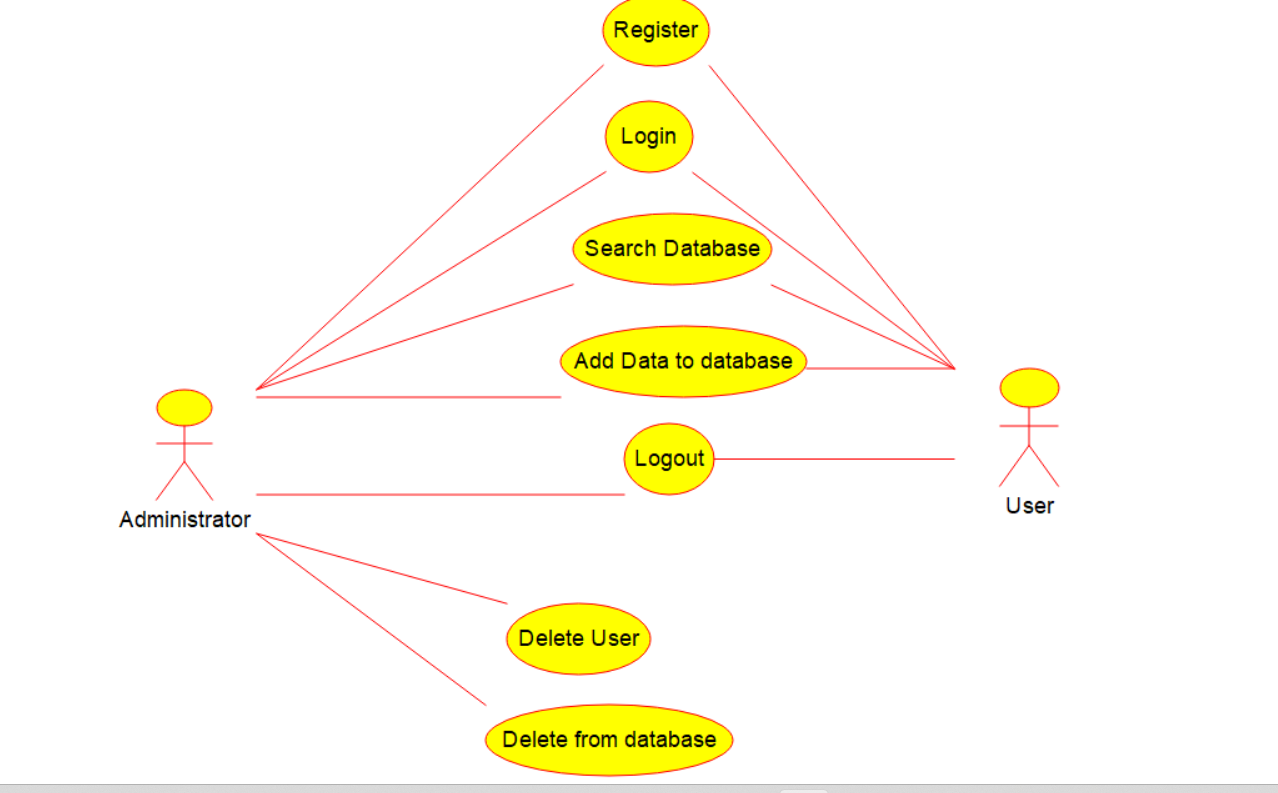 Register
Login
Search Database
Add Data to database
Logout
User
Administrator
Delete User
Delete from database